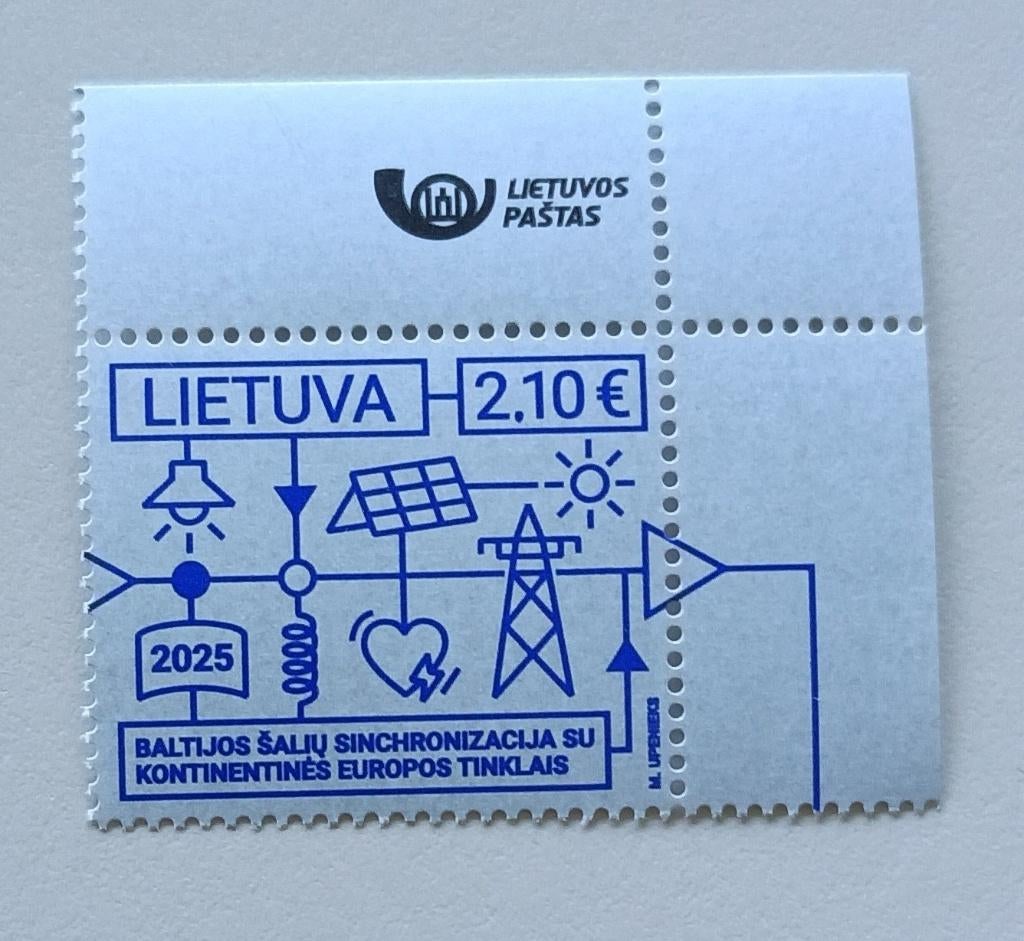 LIETUVOS
PAŠTAS
LIETUVA
2.10 €
2025
BALTIJOS ŠALIŲ SINCHRONIZACIJA SU
KONTINENTINĖS EUROPOS TINKLAIS
M. UPENIEKS